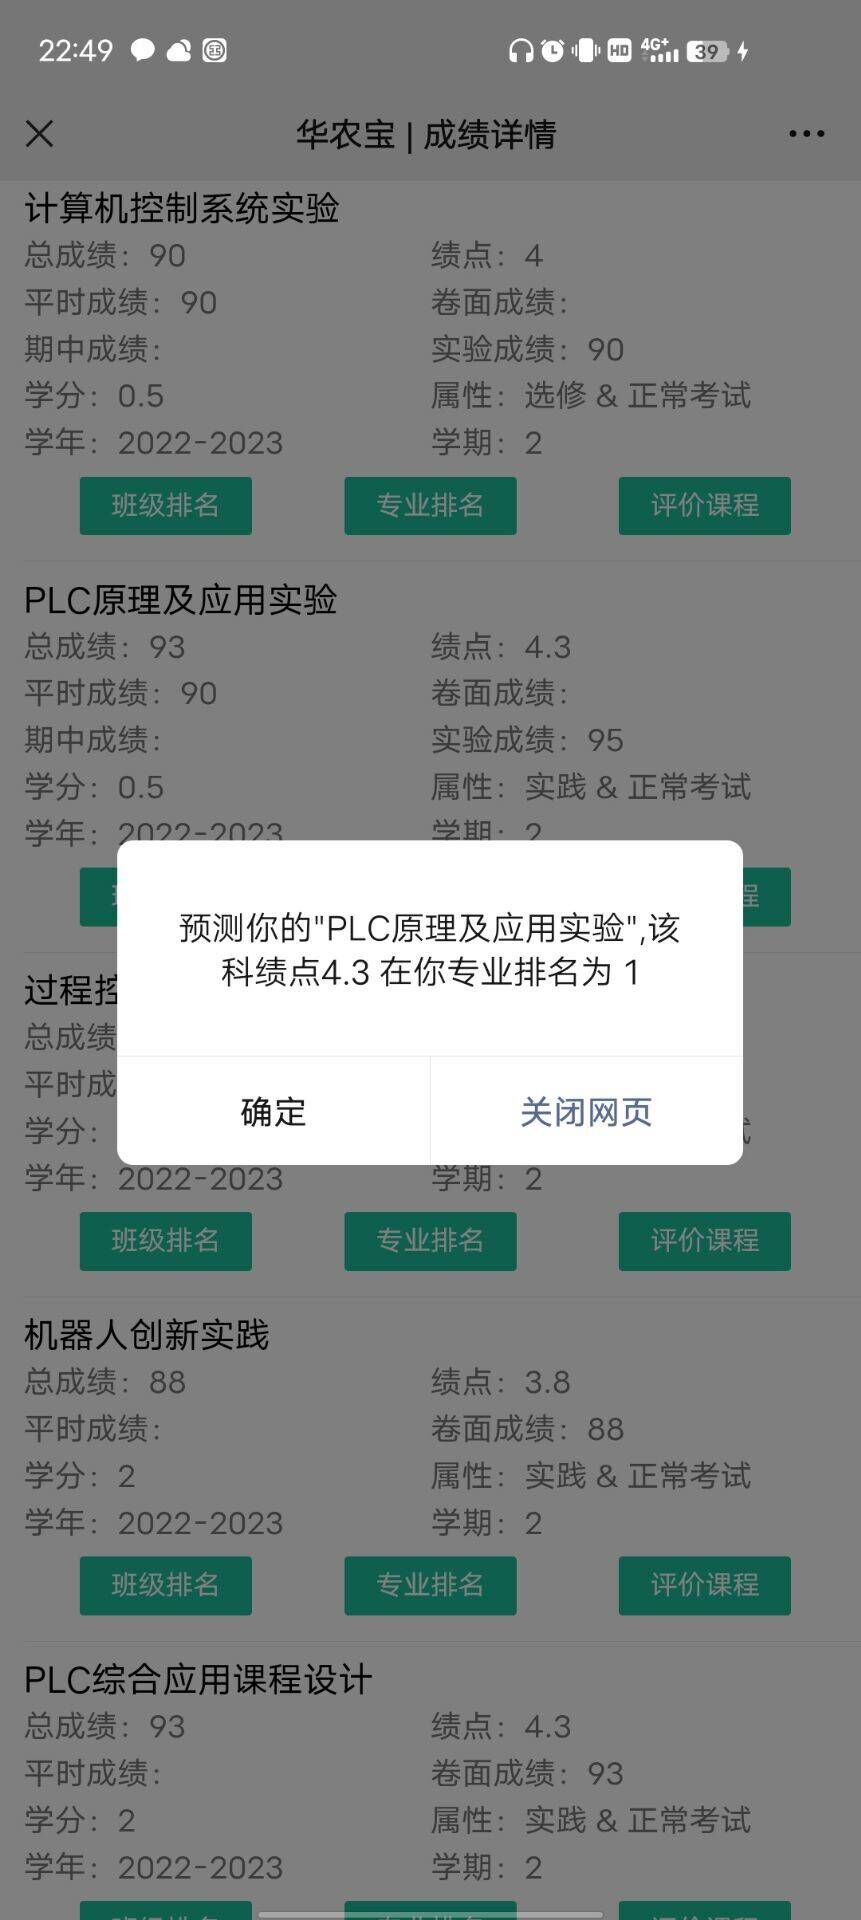 22:49 HD 4G+ 39
华农宝 | 成绩详情
计算机控制系统实验
总成绩：90 绩点：4
平时成绩：90 卷面成绩：
期中成绩： 实验成绩：90
学分：0.5 属性：选修 & 正常考试
学年：2022-2023 学期：2
班级排名 专业排名 评价课程
PLC原理及应用实验
总成绩：93 绩点：4.3
平时成绩：90 卷面成绩：
期中成绩： 实验成绩：95
学分：0.5 属性：实践 & 正常考试
学年：2022-2023 学期：2
程
预测你的"PLC原理及应用实验",该
科绩点4.3 在你专业排名为 1
确定 关闭网页
过程控
总成绩
平时成
学分： 试
学年：2022-2023 学期：2
班级排名 专业排名 评价课程
机器人创新实践
总成绩：88 绩点：3.8
平时成绩： 卷面成绩：88
学分：2 属性：实践 & 正常考试
学年：2022-2023 学期：2
班级排名 专业排名 评价课程
PLC综合应用课程设计
总成绩：93 绩点：4.3
平时成绩： 卷面成绩：93
学分：2 属性：实践 & 正常考试
学年：2022-2023 学期：2